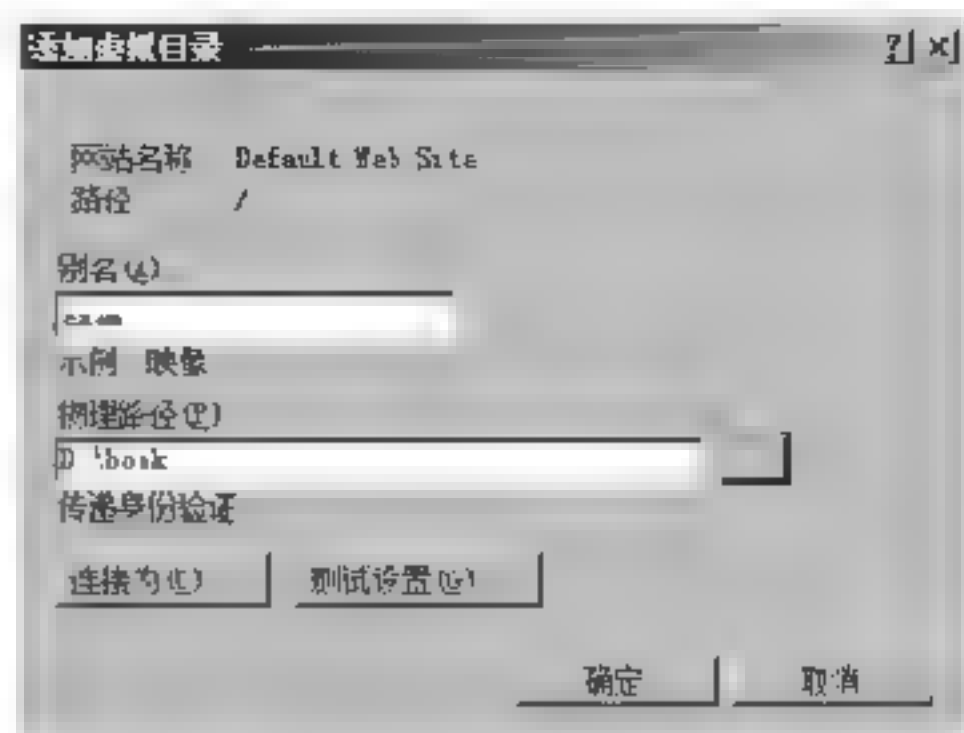 添加虚拟目录
网站名称 Default Web Site
路径 /
别名(A)
示例 映像
物理路径(P)
D \book
传递身份验证
连接为(C) 测试设置(G)
确定 取消